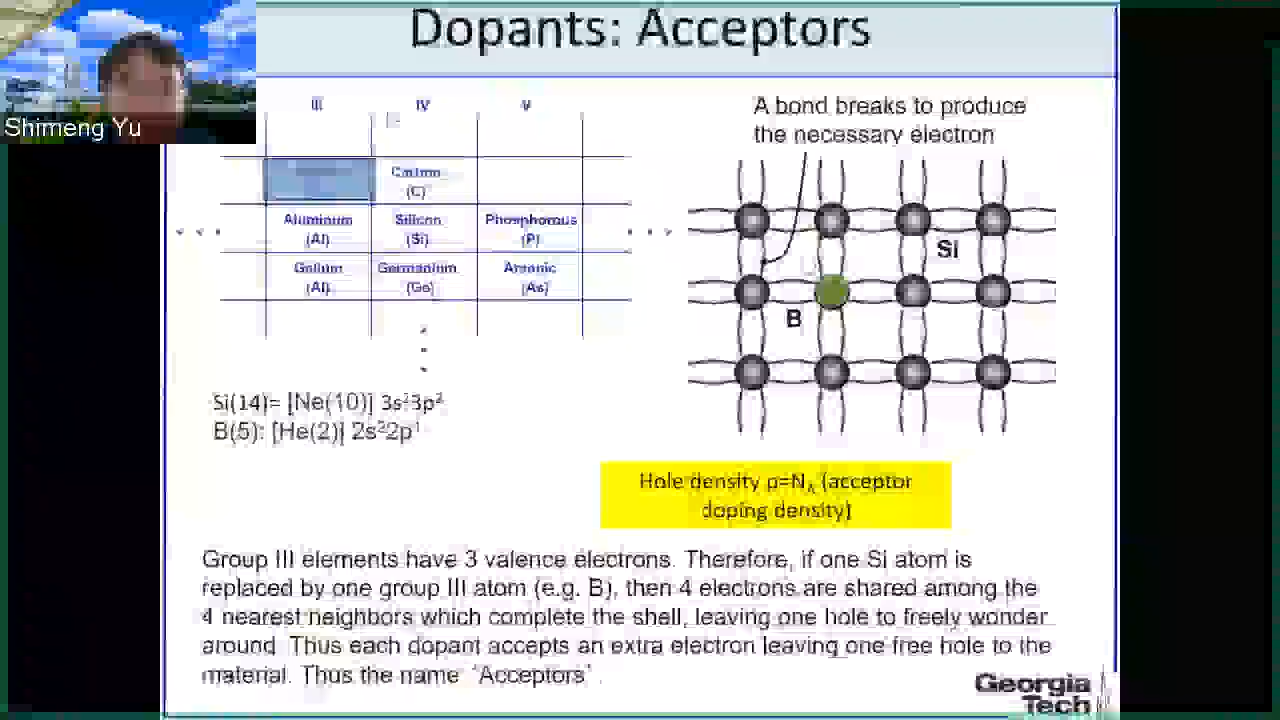 Dopants: Acceptors
Shimeng Yu
III IV V
A bond breaks to produce
the necessary electron
Carbon
(C)
Aluminum Silicon Phosphorous
(Al) (Si) (P)
Galium Germanium Arsenic
(Al) (Ge) (As)
Si
B
Si(14)= [Ne(10)] 3s²3p²
B(5): [He(2)] 2s²2p¹
Hole density p=N_A (acceptor
doping density)
Group III elements have 3 valence electrons. Therefore, if one Si atom is
replaced by one group III atom (e.g. B), then 4 electrons are shared among the
4 nearest neighbors which complete the shell, leaving one hole to freely wonder
around. Thus each dopant accepts an extra electron leaving one free hole to the
material. Thus the name "Acceptors".
Georgia
Tech